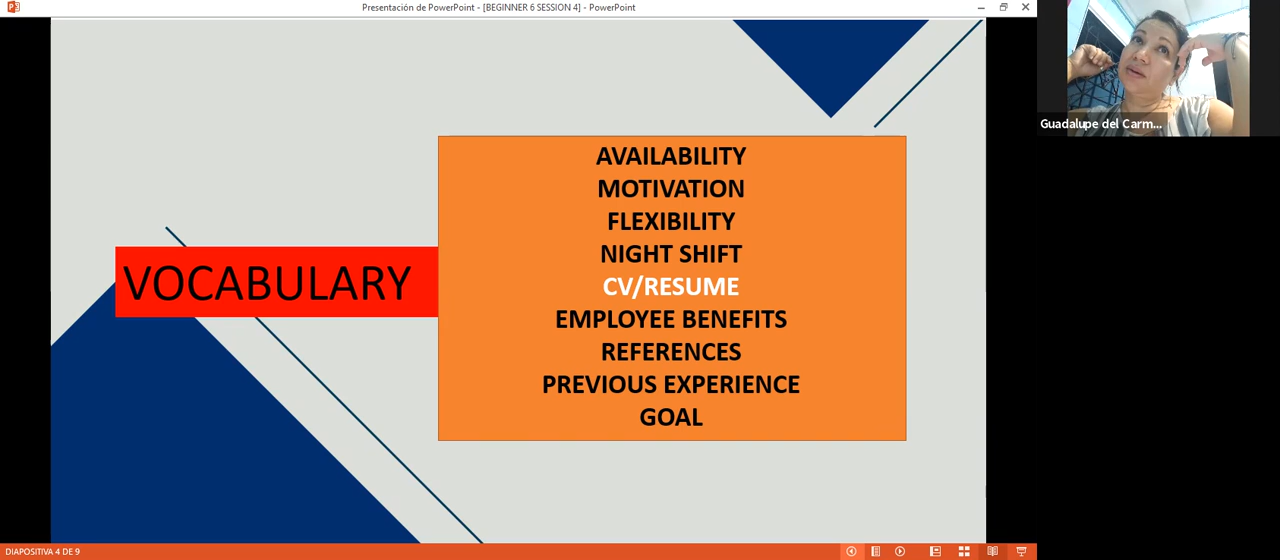 Presentación de PowerPoint - [BEGINNER 6 SESSION 4] - PowerPoint
Guadalupe del Carm...
AVAILABILITY
MOTIVATION
FLEXIBILITY
NIGHT SHIFT
CV/RESUME
EMPLOYEE BENEFITS
REFERENCES
PREVIOUS EXPERIENCE
GOAL
VOCABULARY
DIAPOSITIVA 4 DE 9